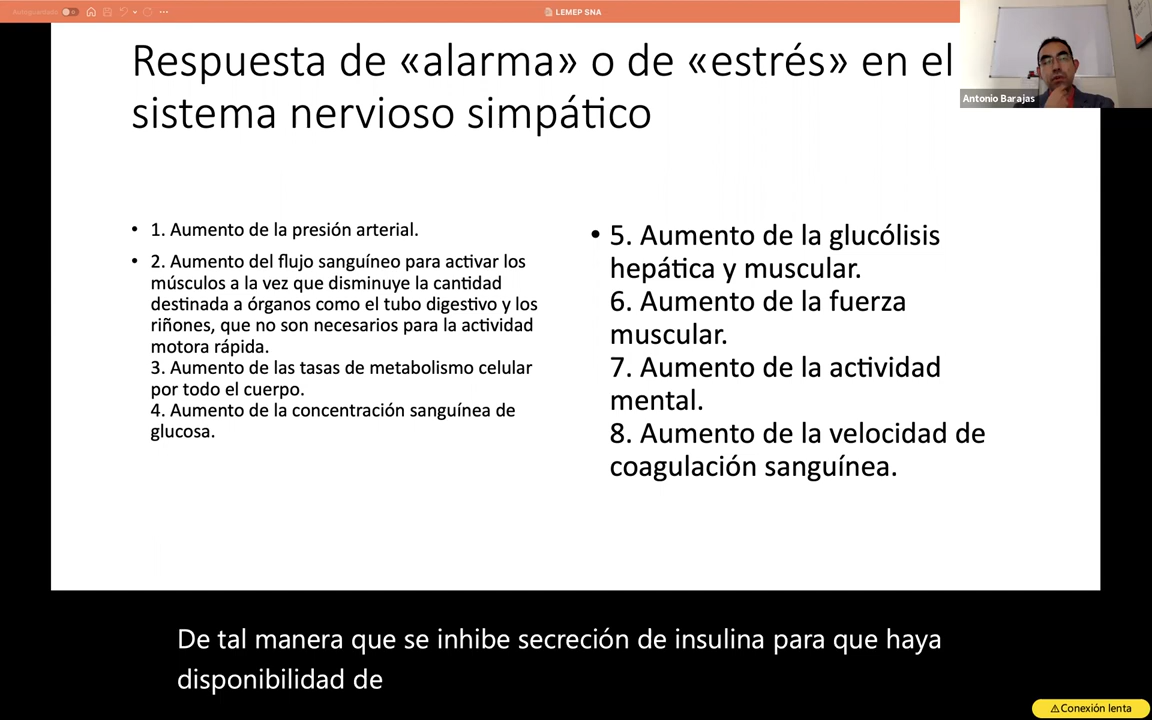 Autoguardado
LEMEP SNA
Respuesta de «alarma» o de «estrés» en el
sistema nervioso simpático
Antonio Barajas
• 1. Aumento de la presión arterial.
• 2. Aumento del flujo sanguíneo para activar los
músculos a la vez que disminuye la cantidad
destinada a órganos como el tubo digestivo y los
riñones, que no son necesarios para la actividad
motora rápida.
3. Aumento de las tasas de metabolismo celular
por todo el cuerpo.
4. Aumento de la concentración sanguínea de
glucosa.
• 5. Aumento de la glucólisis
hepática y muscular.
6. Aumento de la fuerza
muscular.
7. Aumento de la actividad
mental.
8. Aumento de la velocidad de
coagulación sanguínea.
De tal manera que se inhibe secreción de insulina para que haya
disponibilidad de
⚠Conexión lenta